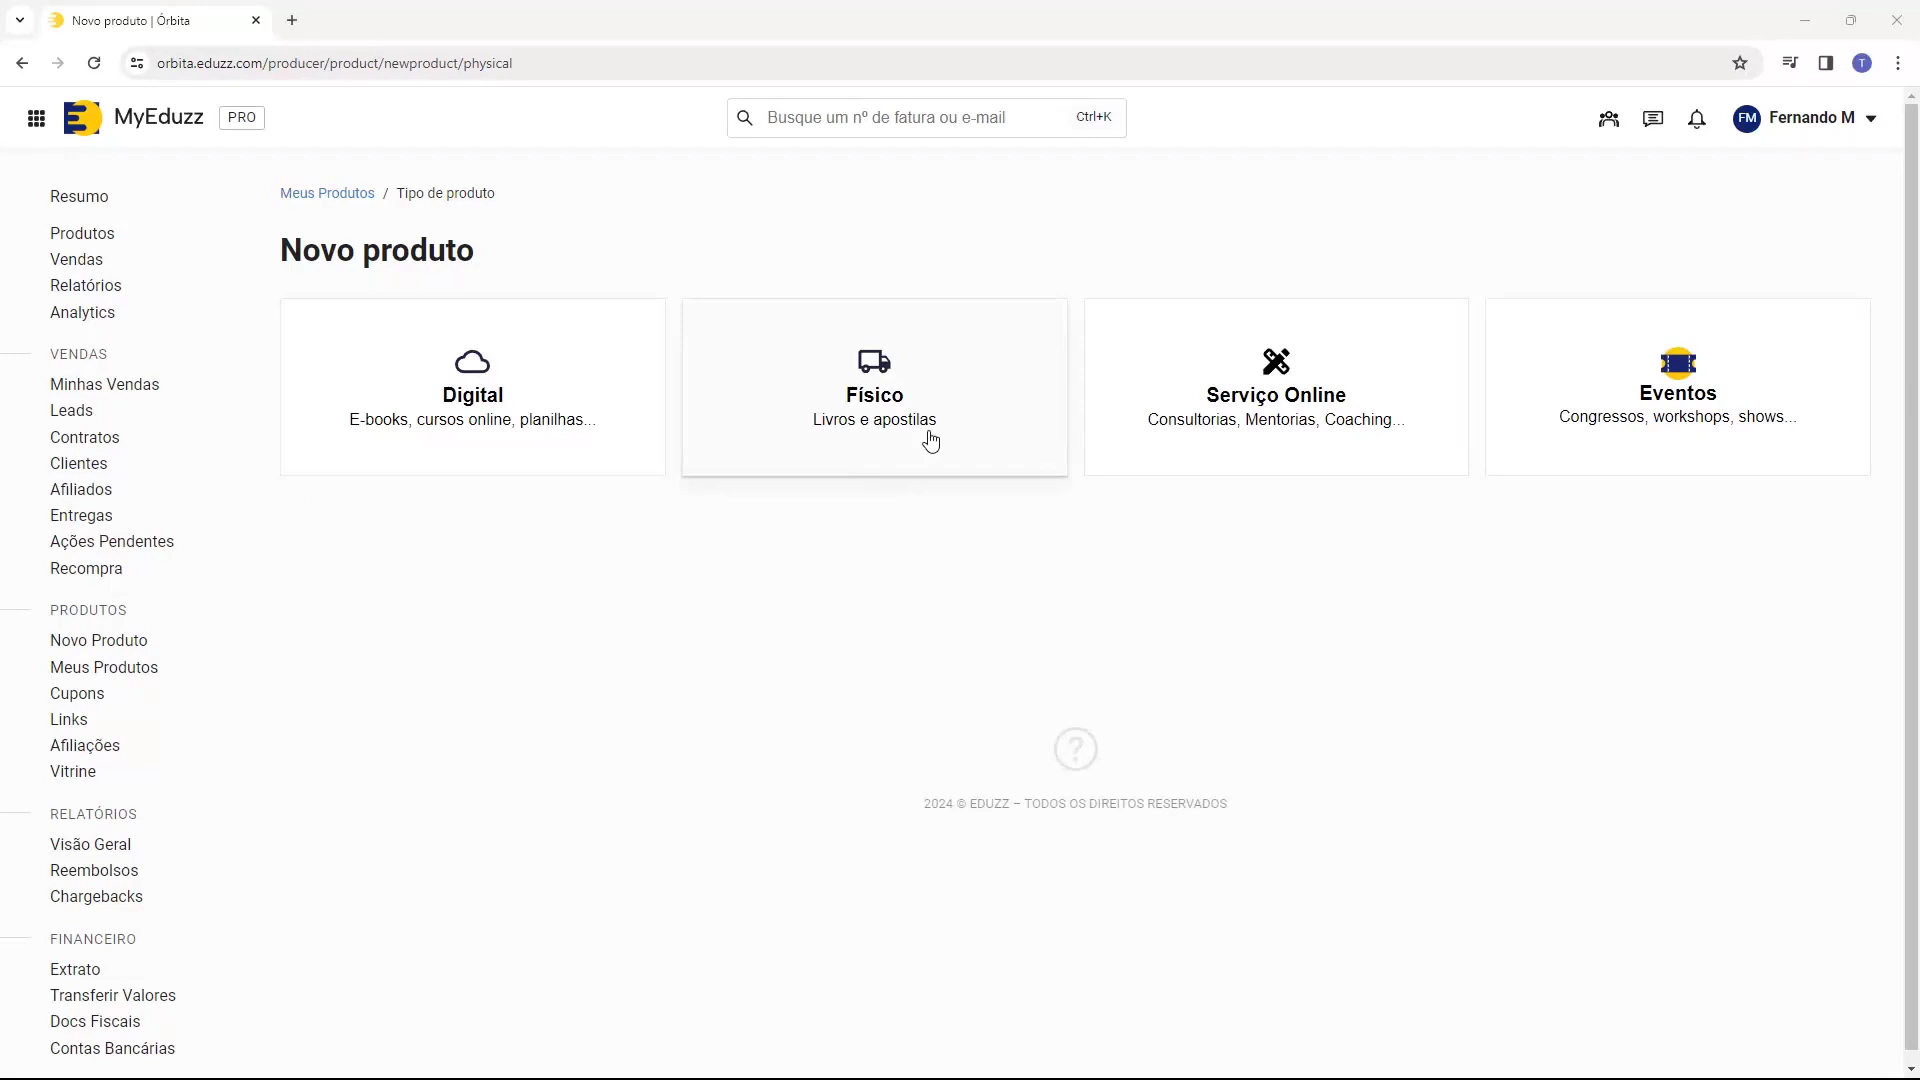 Novo produto | Órbita
orbita.eduzz.com/producer/product/newproduct/physical
T
MyEduzz PRO
Busque um nº de fatura ou e-mail Ctrl+K
FM Fernando M
Resumo
Produtos
Vendas
Relatórios
Analytics
VENDAS
Minhas Vendas
Leads
Contratos
Clientes
Afiliados
Entregas
Ações Pendentes
Recompra
PRODUTOS
Novo Produto
Meus Produtos
Cupons
Links
Afiliações
Vitrine
RELATÓRIOS
Visão Geral
Reembolsos
Chargebacks
FINANCEIRO
Extrato
Transferir Valores
Docs Fiscais
Contas Bancárias
Meus Produtos / Tipo de produto
Novo produto
Digital
E-books, cursos online, planilhas...
Físico
Livros e apostilas
Serviço Online
Consultorias, Mentorias, Coaching...
Eventos
Congressos, workshops, shows...
?
2024 © EDUZZ – TODOS OS DIREITOS RESERVADOS